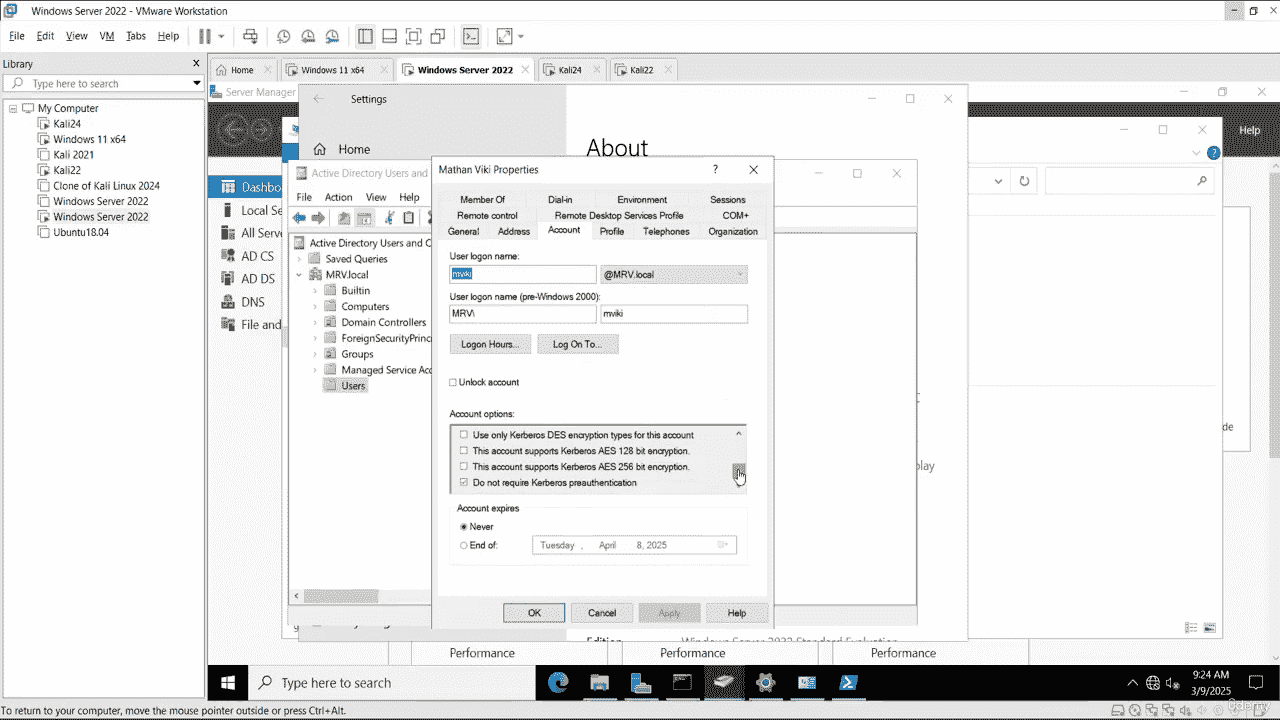 Windows Server 2022 - VMware Workstation
File Edit View VM Tabs Help
Library
Home Windows 11 x64 Windows Server 2022 Kali24 Kali22
Type here to search
My Computer
Kali24
Windows 11 x64
Kali 2021
Kali22
Clone of Kali Linux 2024
Windows Server 2022
Windows Server 2022
Ubuntu18.04
Server Manager
Help
Dashbo
Local Se
All Serve
AD CS
AD DS
DNS
File and
Settings
Home
About
Active Directory Users and
File Action View Help
Active Directory Users and C
Saved Queries
MRV.local
Builtin
Computers
Domain Controllers
ForeignSecurityPrinc
Groups
Managed Service Acc
Users
Mathan Viki Properties
?
Member Of Dial-in Environment Sessions
Remote control Remote Desktop Services Profile COM+
General Address Account Profile Telephones Organization
User logon name:
mviki @MRV.local
User logon name (pre-Windows 2000):
MRV\ mviki
Logon Hours... Log On To...
Unlock account
Account options:
Use only Kerberos DES encryption types for this account
This account supports Kerberos AES 128 bit encryption.
This account supports Kerberos AES 256 bit encryption.
Do not require Kerberos preauthentication
Account expires
Never
End of: Tuesday , April 8, 2025
OK Cancel Apply Help
de
play
Performance Performance Performance
Type here to search
9:24 AM
3/9/2025
To return to your computer, move the mouse pointer outside or press Ctrl+Alt.
Udemy